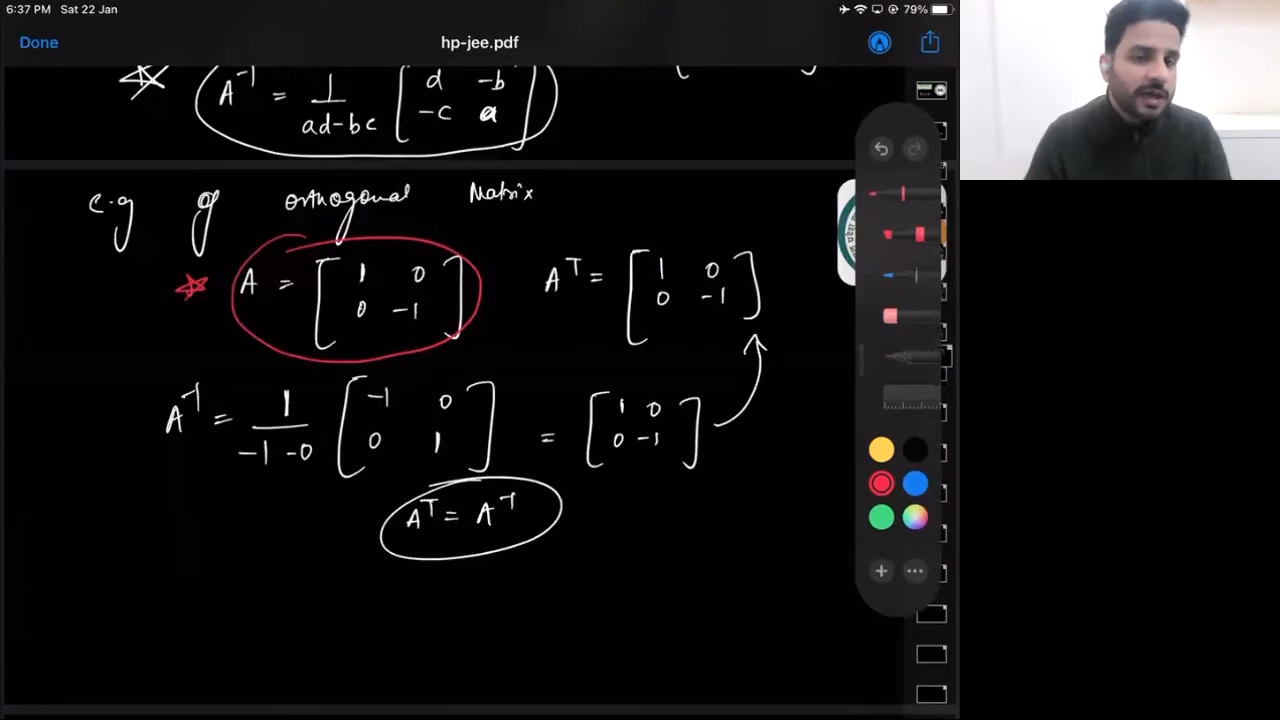 6:37 PM Sat 22 Jan 79%
Done hp-jee.pdf
A⁻¹ = 1/(ad-bc) [ d -b ; -c a ]
e.g of orthogonal Matrix
A = [ 1 0 ; 0 -1 ] Aᵀ = [ 1 0 ; 0 -1 ]
A⁻¹ = 1/(-1 -0) [ -1 0 ; 0 1 ] = [ 1 0 ; 0 -1 ]
Aᵀ = A⁻¹